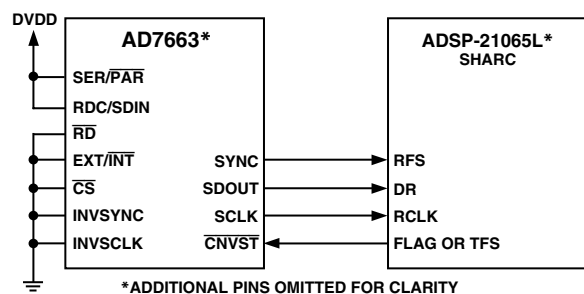 DVDD
AD7663*
SER/PAR
RDC/SDIN
RD
EXT/INT
CS
INVSYNC
INVSCLK
SYNC
SDOUT
SCLK
CNVST
ADSP-21065L*
SHARC
RFS
DR
RCLK
FLAG OR TFS
*ADDITIONAL PINS OMITTED FOR CLARITY